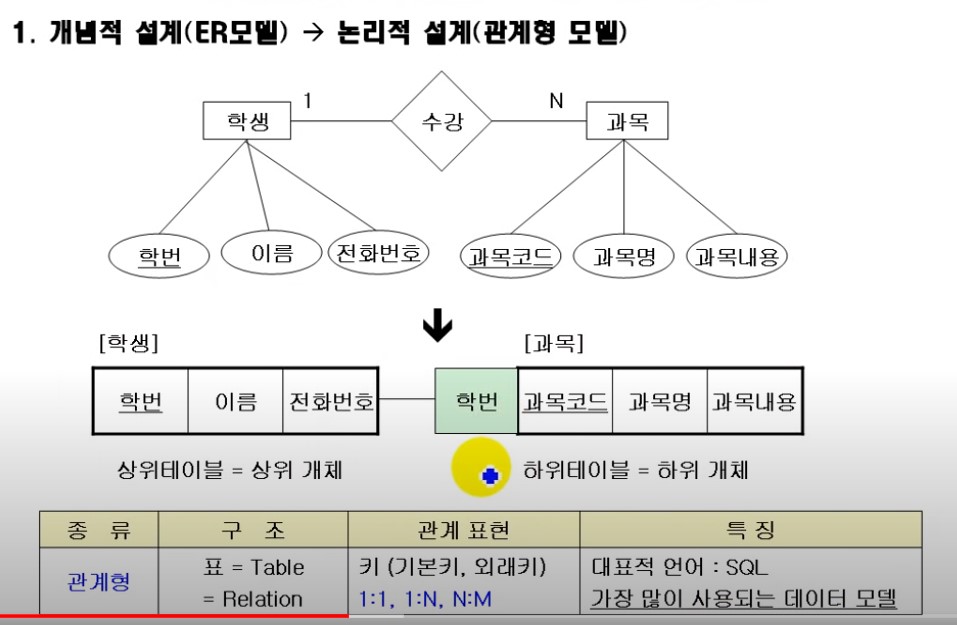 1. 개념적 설계(ER모델) → 논리적 설계(관계형 모델)
학생 1 수강 N 과목
학번 이름 전화번호 과목코드 과목명 과목내용
[학생] [과목]
학번 이름 전화번호 학번 과목코드 과목명 과목내용
상위테이블 = 상위 개체 하위테이블 = 하위 개체
종 류 구 조 관계 표현 특 징
관계형 표 = Table 키 (기본키, 외래키) 대표적 언어 : SQL
= Relation 1:1, 1:N, N:M 가장 많이 사용되는 데이터 모델